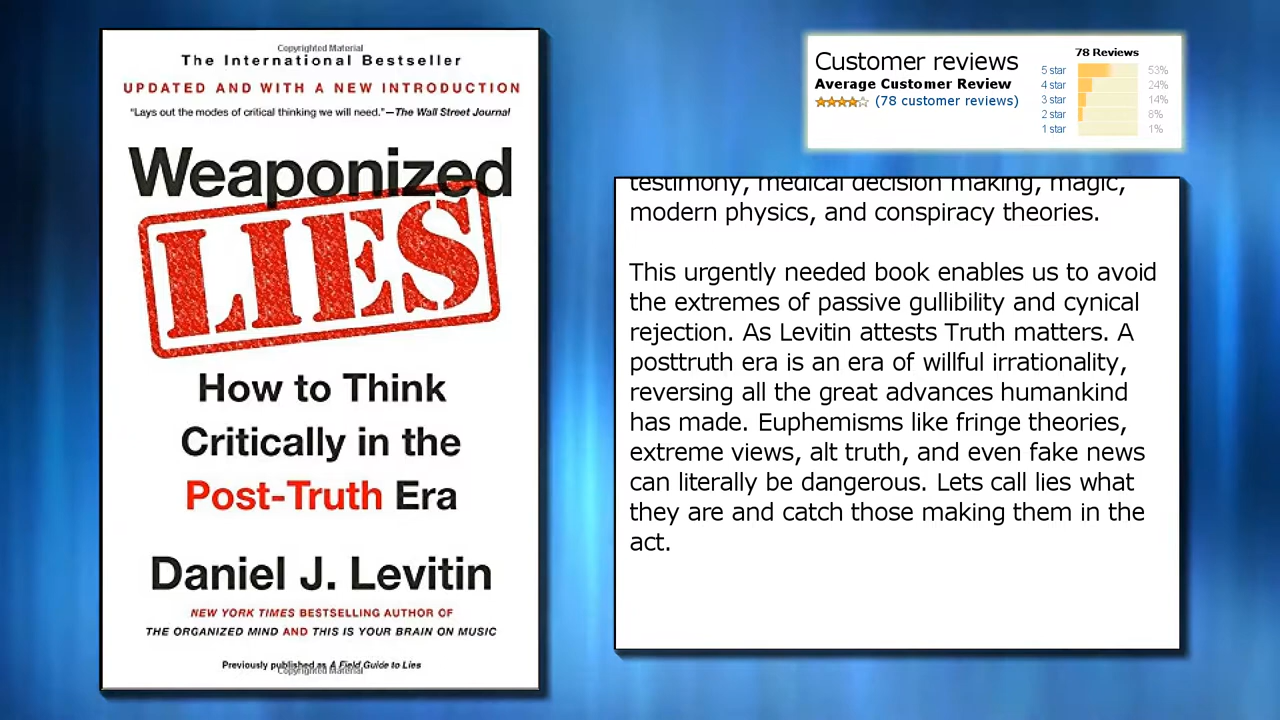 Copyrighted Material
The International Bestseller
UPDATED AND WITH A NEW INTRODUCTION
“Lays out the modes of critical thinking we will need.”—The Wall Street Journal
Weaponized
LIES
How to Think
Critically in the
Post-Truth Era
Daniel J. Levitin
NEW YORK TIMES BESTSELLING AUTHOR OF
THE ORGANIZED MIND AND THIS IS YOUR BRAIN ON MUSIC
Previously published as A Field Guide to Lies
Copyrighted Material
Customer reviews
Average Customer Review
(78 customer reviews)
78 Reviews
5 star 53%
4 star 24%
3 star 14%
2 star 8%
1 star 1%
testimony, medical decision making, magic,
modern physics, and conspiracy theories.
This urgently needed book enables us to avoid
the extremes of passive gullibility and cynical
rejection. As Levitin attests Truth matters. A
posttruth era is an era of willful irrationality,
reversing all the great advances humankind
has made. Euphemisms like fringe theories,
extreme views, alt truth, and even fake news
can literally be dangerous. Lets call lies what
they are and catch those making them in the
act.